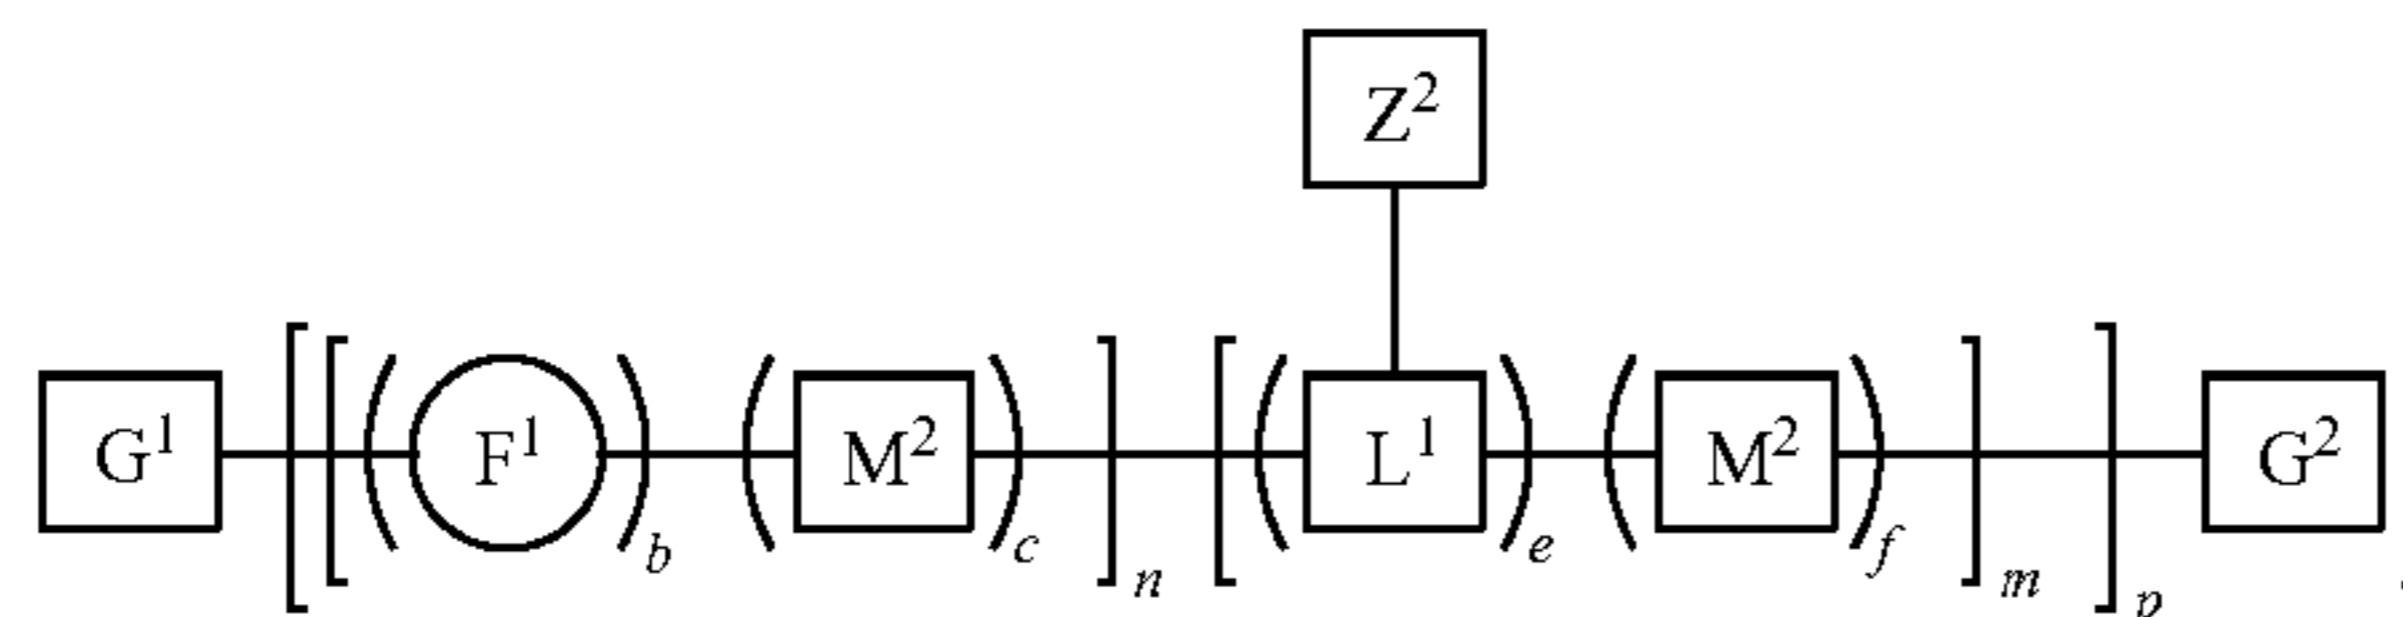 Z²
G¹ [ [ ( F¹ )b ( M² )c ]n [ ( L¹ )e ( M² )f ]m ]p G²